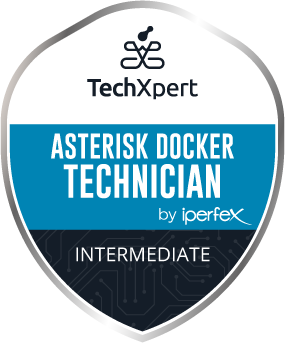 TechXpert
ASTERISK DOCKER
TECHNICIAN
by iperfex
INTERMEDIATE